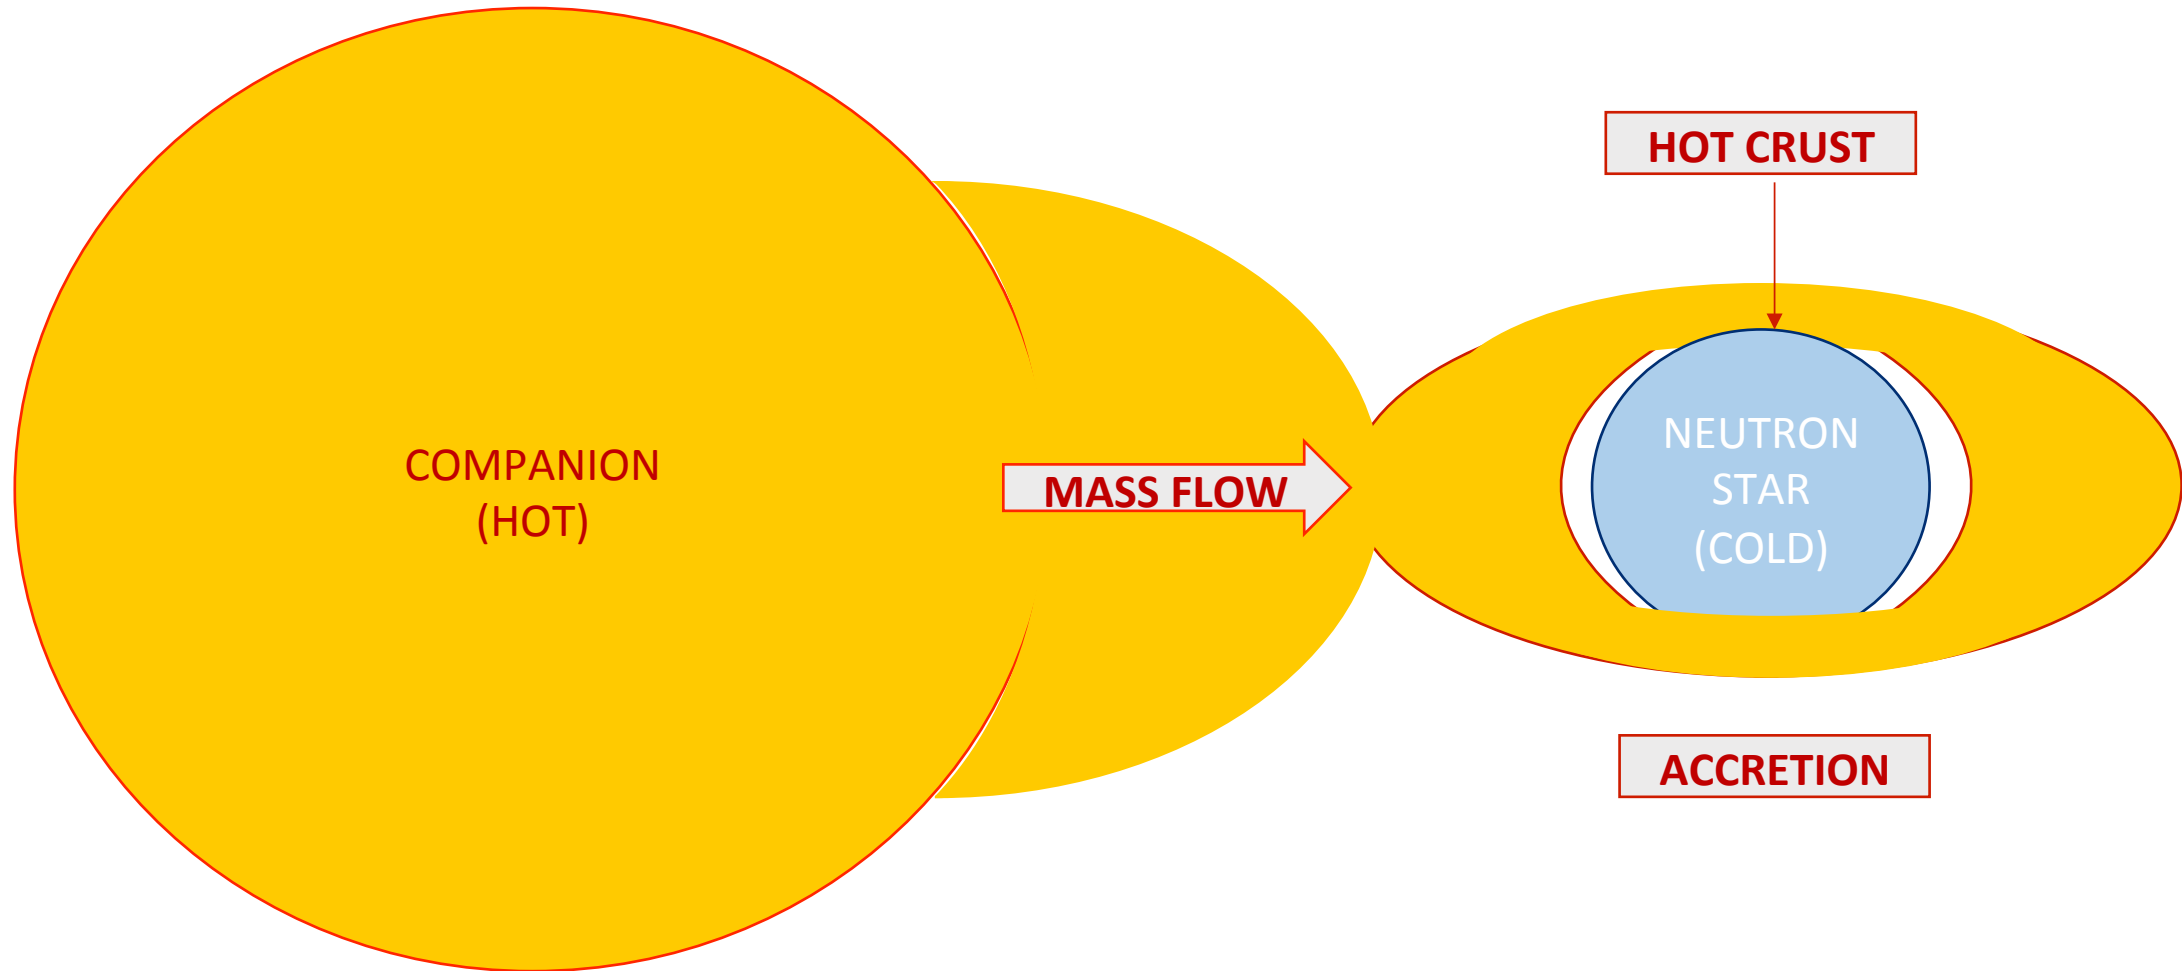 COMPANION
(HOT)
MASS FLOW
HOT CRUST
NEUTRON
STAR
(COLD)
ACCRETION